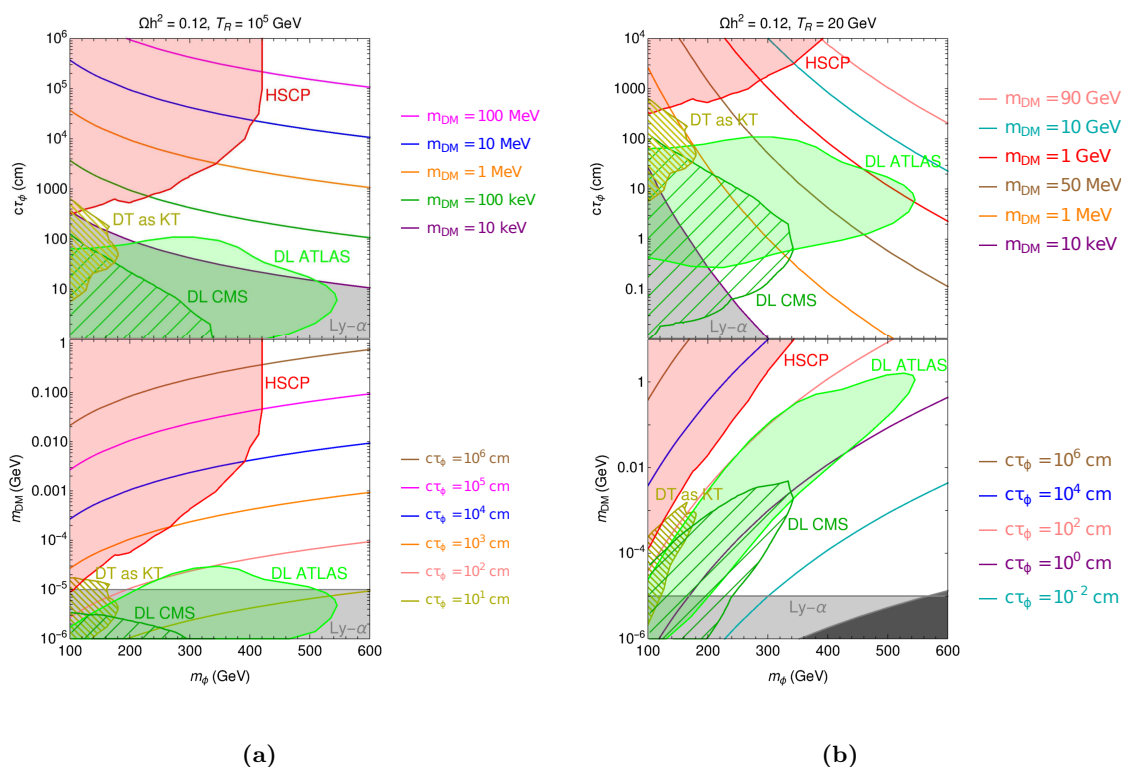 Ωh² = 0.12, T_R = 10⁵ GeV
10⁶
10⁵
10⁴
1000
100
10
cτ_ϕ (cm)
HSCP
DT as KT
DL ATLAS
DL CMS
Ly-α
m_DM = 100 MeV
m_DM = 10 MeV
m_DM = 1 MeV
m_DM = 100 keV
m_DM = 10 keV
1
0.100
0.010
0.001
10⁻⁴
10⁻⁵
10⁻⁶
m_DM (GeV)
HSCP
DT as KT
DL ATLAS
DL CMS
Ly-α
cτ_ϕ = 10⁶ cm
cτ_ϕ = 10⁵ cm
cτ_ϕ = 10⁴ cm
cτ_ϕ = 10³ cm
cτ_ϕ = 10² cm
cτ_ϕ = 10¹ cm
100 200 300 400 500 600
m_ϕ (GeV)
(a)
Ωh² = 0.12, T_R = 20 GeV
10⁴
1000
100
10
1
0.1
cτ_ϕ (cm)
HSCP
DT as KT
DL ATLAS
DL CMS
Ly-α
m_DM = 90 GeV
m_DM = 10 GeV
m_DM = 1 GeV
m_DM = 50 MeV
m_DM = 1 MeV
m_DM = 10 keV
1
0.01
10⁻⁴
10⁻⁶
m_DM (GeV)
HSCP
DL ATLAS
DT as KT
DL CMS
Ly-α
cτ_ϕ = 10⁶ cm
cτ_ϕ = 10⁴ cm
cτ_ϕ = 10² cm
cτ_ϕ = 10⁰ cm
cτ_ϕ = 10⁻² cm
100 200 300 400 500 600
m_ϕ (GeV)
(b)